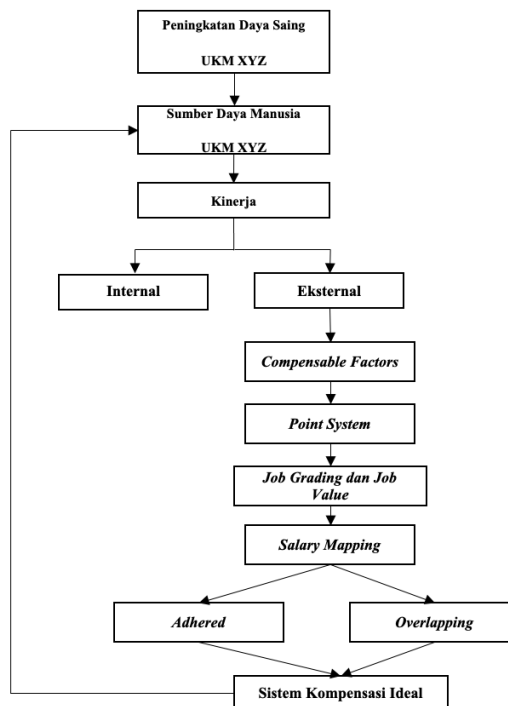 Peningkatan Daya Saing
UKM XYZ
Sumber Daya Manusia
UKM XYZ
Kinerja
Internal
Eksternal
Compensable Factors
Point System
Job Grading dan Job
Value
Salary Mapping
Adhered
Overlapping
Sistem Kompensasi Ideal